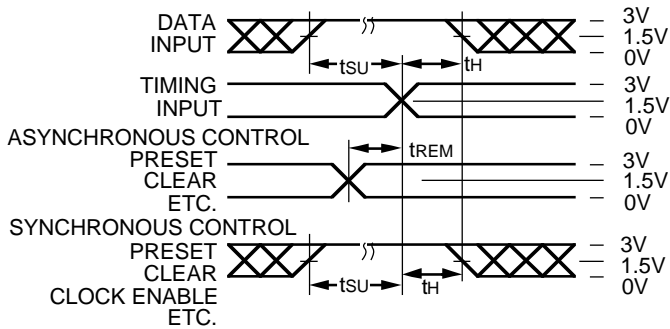 DATA
INPUT
3V
1.5V
0V
tSU
tH
TIMING
INPUT
3V
1.5V
0V
ASYNCHRONOUS CONTROL
PRESET
CLEAR
ETC.
tREM
3V
1.5V
0V
SYNCHRONOUS CONTROL
PRESET
CLEAR
CLOCK ENABLE
ETC.
tSU
tH
3V
1.5V
0V